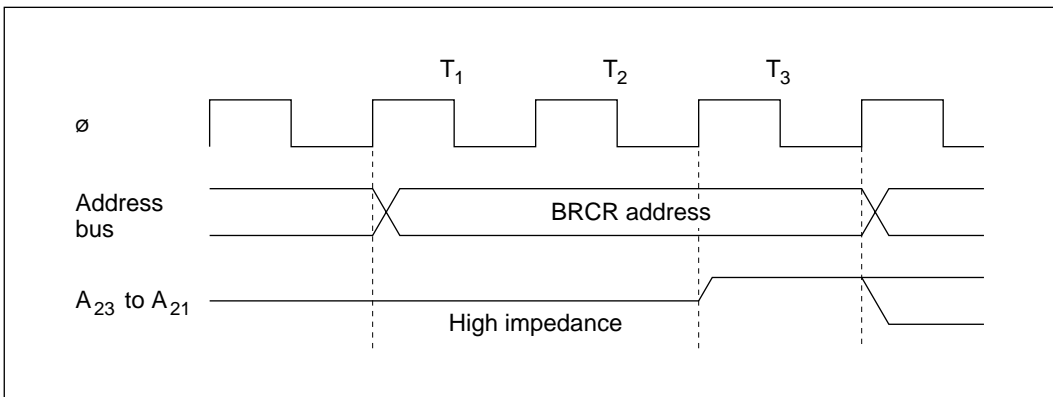 T1 T2 T3
ø
Address
bus
BRCR address
A23 to A21
High impedance